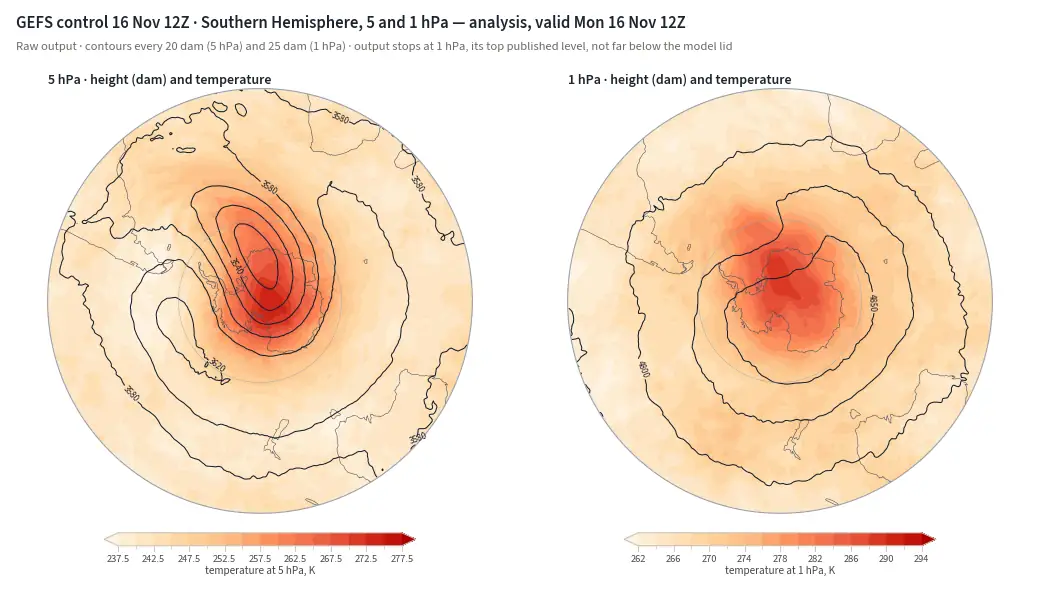 GEFS control 16 Nov 12Z · Southern Hemisphere, 5 and 1 hPa — analysis, valid Mon 16 Nov 12Z
Raw output · contours every 20 dam (5 hPa) and 25 dam (1 hPa) · output stops at 1 hPa, its top published level, not far below the model lid
5 hPa · height (dam) and temperature
3580
3580
3580
3540
3620
3580
3580
237.5 242.5 247.5 252.5 257.5 262.5 267.5 272.5 277.5
temperature at 5 hPa, K
1 hPa · height (dam) and temperature
4850
4800
262 266 270 274 278 282 286 290 294
temperature at 1 hPa, K